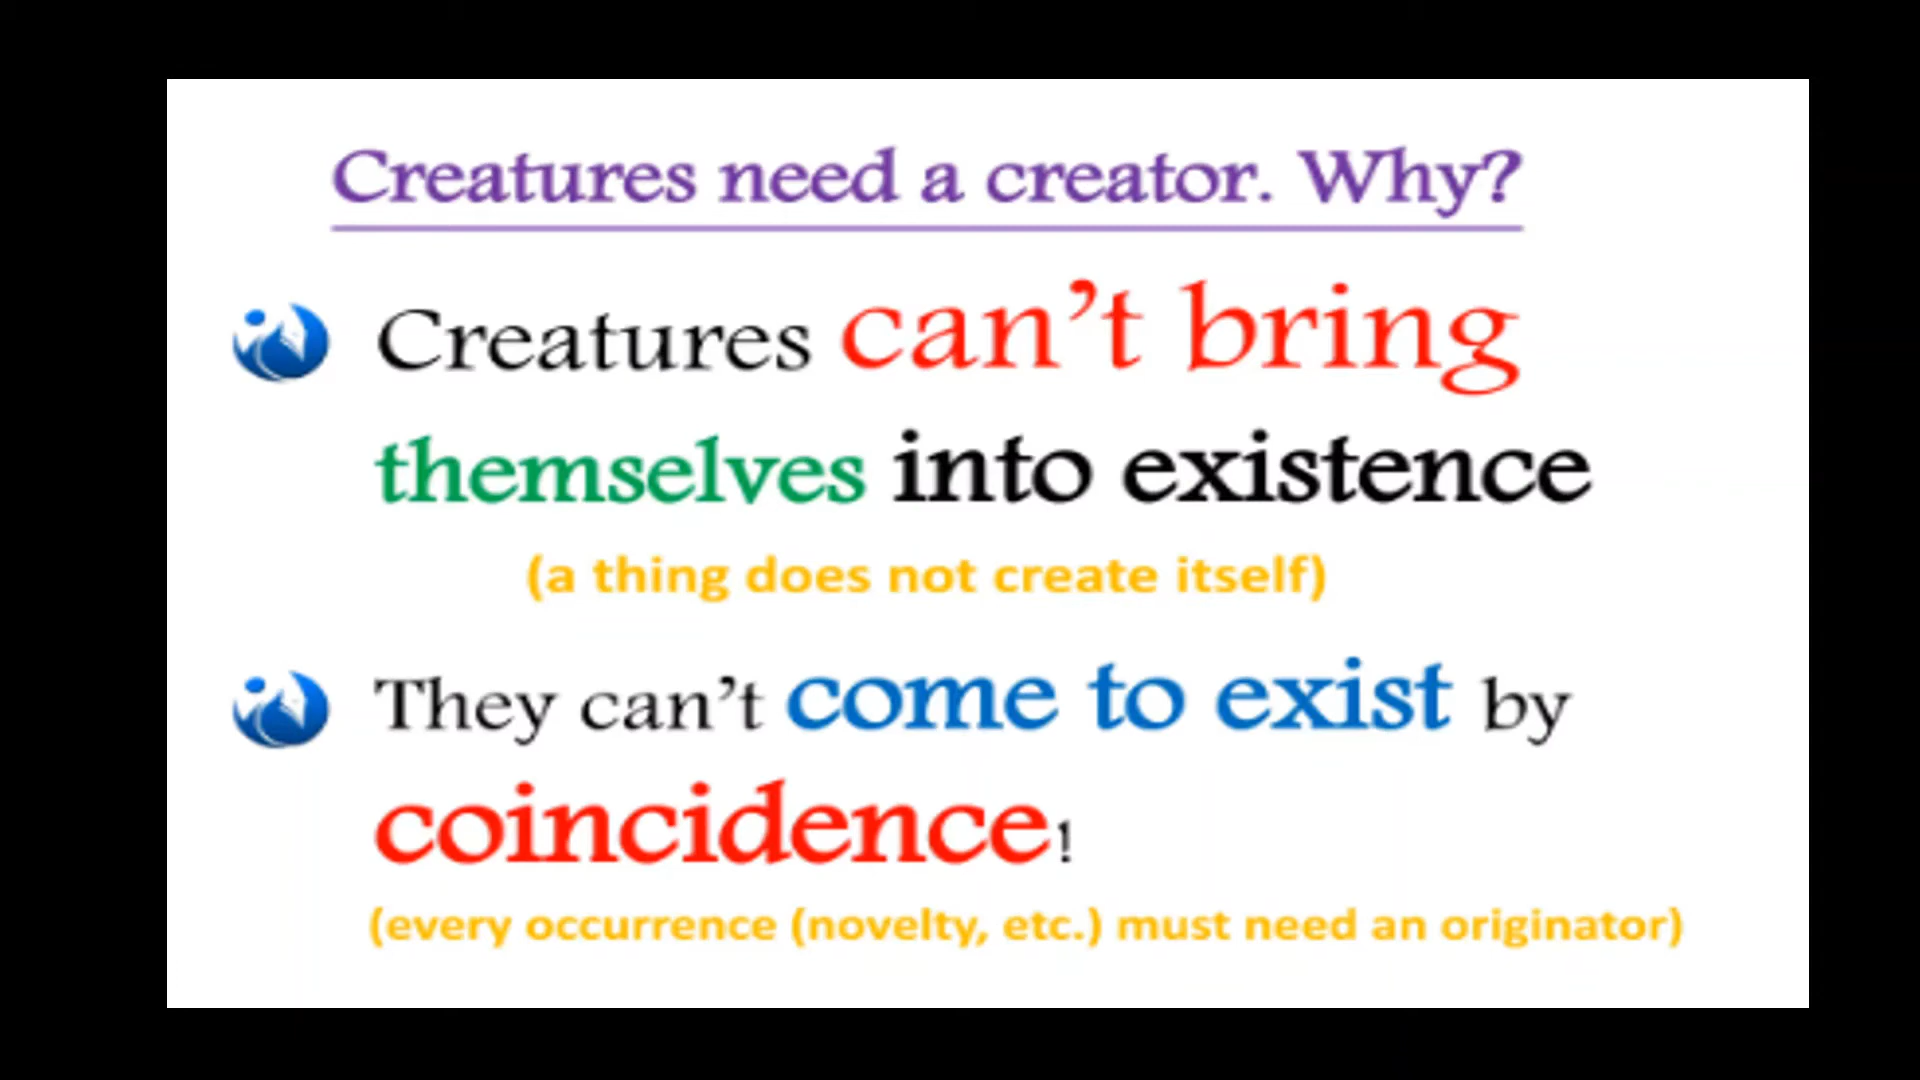 Creatures need a creator. Why?
Creatures can't bring
themselves into existence
(a thing does not create itself)
They can't come to exist by
coincidence!
(every occurrence (novelty, etc.) must need an originator)